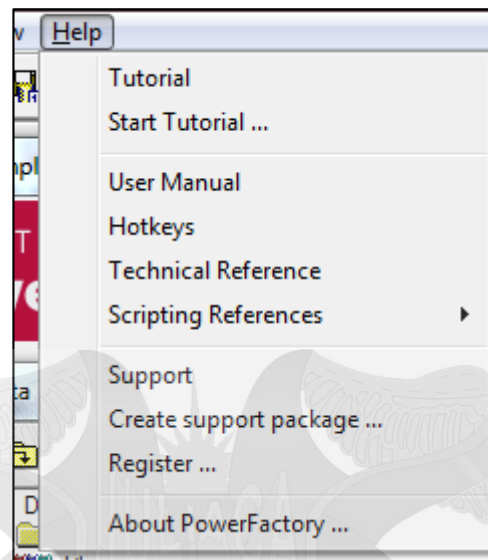 Help
Tutorial
Start Tutorial ...
User Manual
Hotkeys
Technical Reference
Scripting References
Support
Create support package ...
Register ...
About PowerFactory ...